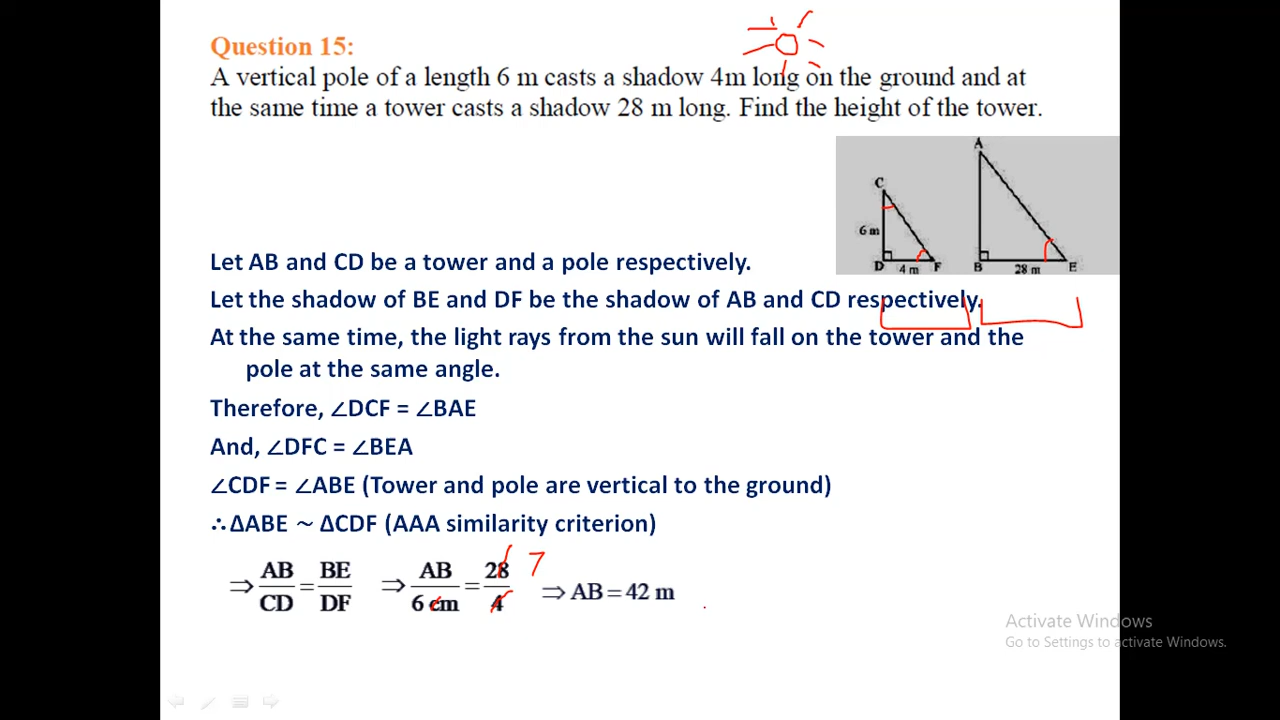 Question 15:
A vertical pole of a length 6 m casts a shadow 4m long on the ground and at
the same time a tower casts a shadow 28 m long. Find the height of the tower.
A
C
6 m
D 4 m F B 28 m E
Let AB and CD be a tower and a pole respectively.
Let the shadow of BE and DF be the shadow of AB and CD respectively.
At the same time, the light rays from the sun will fall on the tower and the
pole at the same angle.
Therefore, ∠DCF = ∠BAE
And, ∠DFC = ∠BEA
∠CDF = ∠ABE (Tower and pole are vertical to the ground)
∴ ΔABE ~ ΔCDF (AAA similarity criterion)
⇒ AB/CD = BE/DF ⇒ AB/6 cm = 28/4 7 ⇒ AB = 42 m
Activate Windows
Go to Settings to activate Windows.